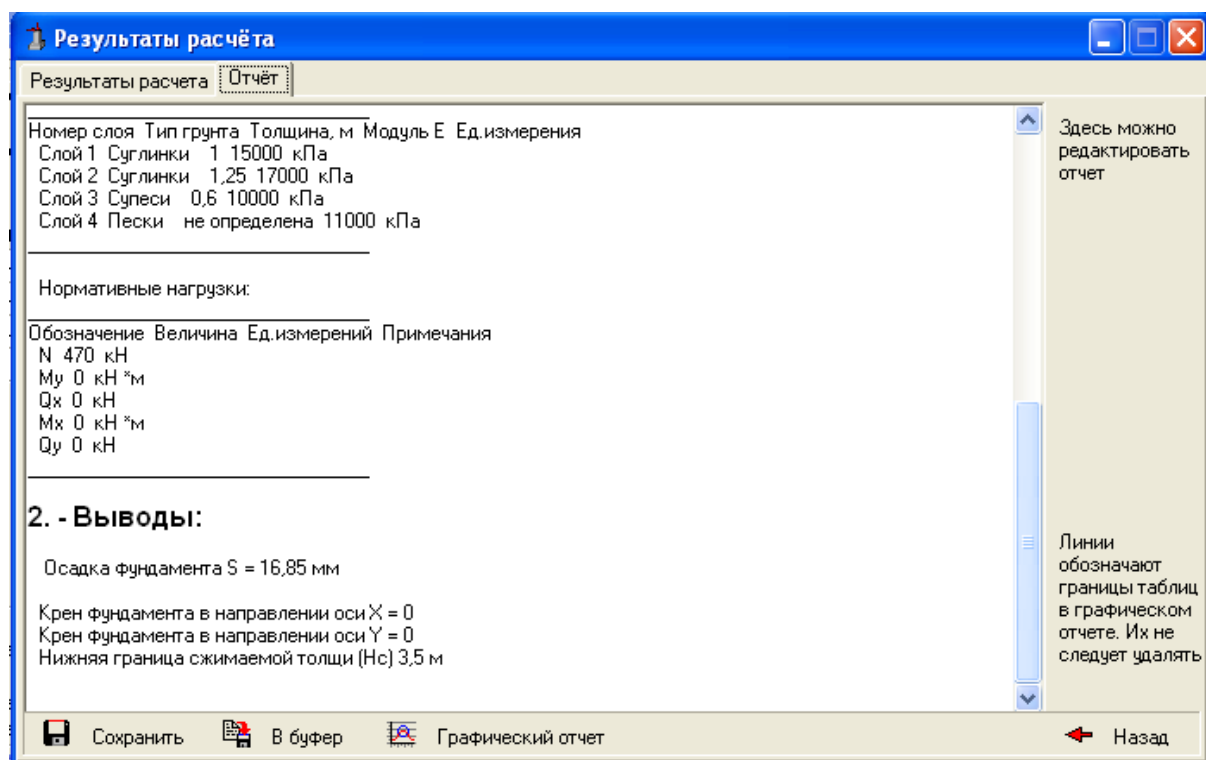 Результаты расчёта
Результаты расчета Отчёт
Номер слоя Тип грунта Толщина, м Модуль Е Ед.измерения
Слой 1 Суглинки 1 15000 кПа
Слой 2 Суглинки 1,25 17000 кПа
Слой 3 Супеси 0,6 10000 кПа
Слой 4 Пески не определена 11000 кПа
Нормативные нагрузки:
Обозначение Величина Ед.измерений Примечания
N 470 кН
My 0 кН *м
Qx 0 кН
Mx 0 кН *м
Qy 0 кН
2. - Выводы:
Осадка фундамента S = 16,85 мм
Крен фундамента в направлении оси X = 0
Крен фундамента в направлении оси Y = 0
Нижняя граница сжимаемой толщи (Hc) 3,5 м
Здесь можно
редактировать
отчет
Линии
обозначают
границы таблиц
в графическом
отчете. Их не
следует удалять
Сохранить В буфер Графический отчет Назад